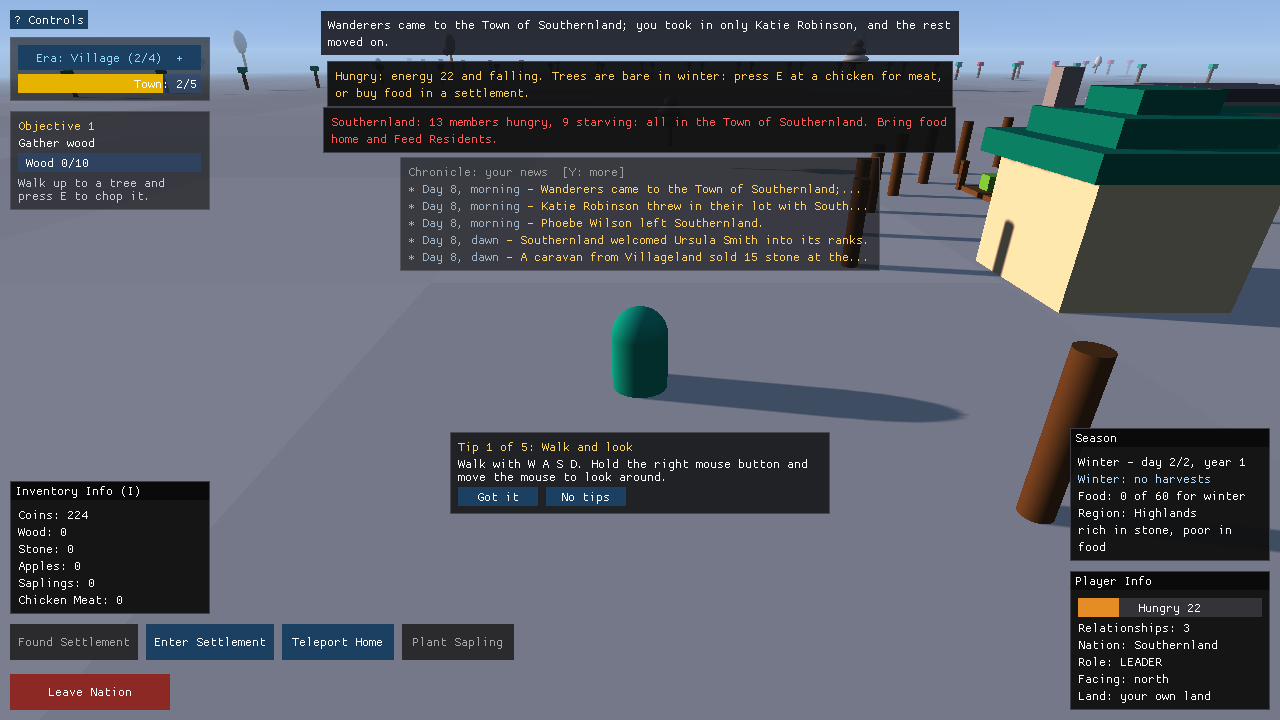 ? Controls
Era: Village (2/4) +
Town: 2/5
Objective 1
Gather wood
Wood 0/10
Walk up to a tree and
press E to chop it.
Wanderers came to the Town of Southernland; you took in only Katie Robinson, and the rest
moved on.
Hungry: energy 22 and falling. Trees are bare in winter: press E at a chicken for meat,
or buy food in a settlement.
Southernland: 13 members hungry, 9 starving: all in the Town of Southernland. Bring food
home and Feed Residents.
Chronicle: your news [Y: more]
* Day 8, morning - Wanderers came to the Town of Southernland;...
* Day 8, morning - Katie Robinson threw in their lot with South...
* Day 8, morning - Phoebe Wilson left Southernland.
* Day 8, dawn - Southernland welcomed Ursula Smith into its ranks.
* Day 8, dawn - A caravan from Villageland sold 15 stone at the...
Tip 1 of 5: Walk and look
Walk with W A S D. Hold the right mouse button and
move the mouse to look around.
Got it No tips
Inventory Info (I)
Coins: 224
Wood: 0
Stone: 0
Apples: 0
Saplings: 0
Chicken Meat: 0
Found Settlement Enter Settlement Teleport Home Plant Sapling
Leave Nation
Season
Winter - day 2/2, year 1
Winter: no harvests
Food: 0 of 60 for winter
Region: Highlands
rich in stone, poor in
food
Player Info
Hungry 22
Relationships: 3
Nation: Southernland
Role: LEADER
Facing: north
Land: your own land